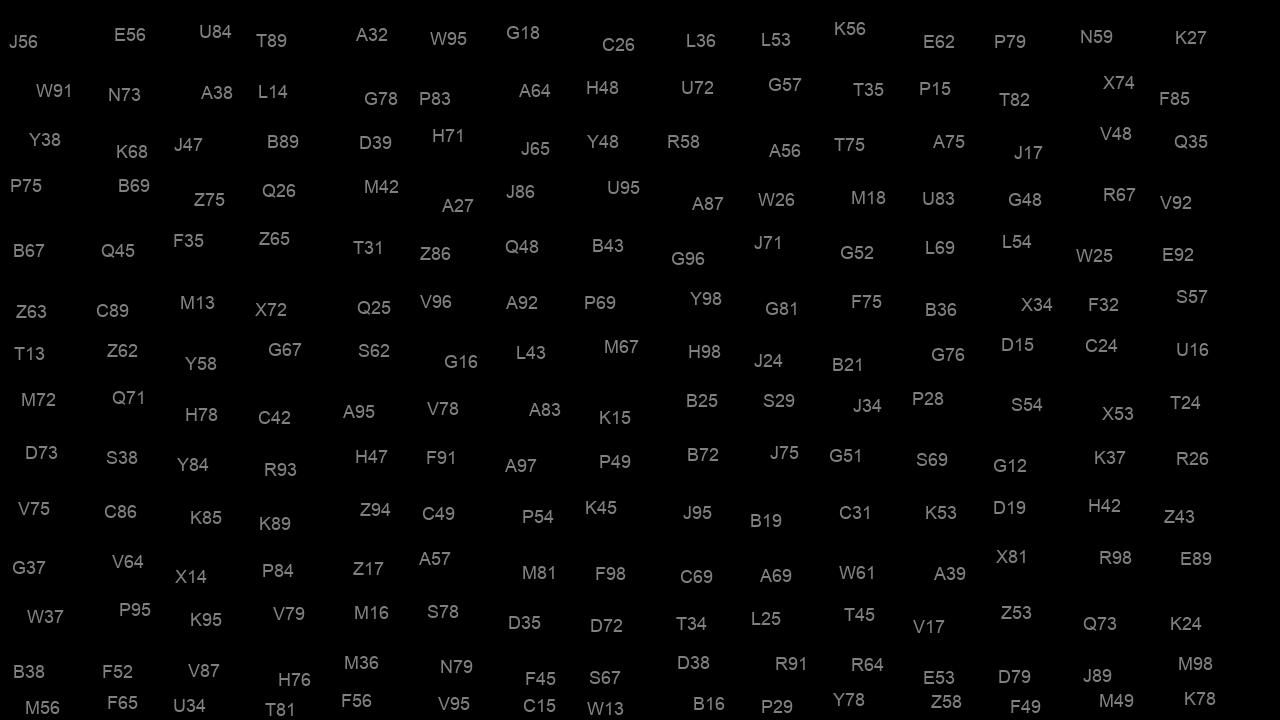 J56 E56 U84 T89 A32 W95 G18 C26 L36 L53 K56 E62 P79 N59 K27
W91 N73 A38 L14 G78 P83 A64 H48 U72 G57 T35 P15 T82 X74 F85
Y38 K68 J47 B89 D39 H71 J65 Y48 R58 A56 T75 A75 J17 V48 Q35
P75 B69 Z75 Q26 M42 A27 J86 U95 A87 W26 M18 U83 G48 R67 V92
B67 Q45 F35 Z65 T31 Z86 Q48 B43 G96 J71 G52 L69 L54 W25 E92
Z63 C89 M13 X72 Q25 V96 A92 P69 Y98 G81 F75 B36 X34 F32 S57
T13 Z62 Y58 G67 S62 G16 L43 M67 H98 J24 B21 G76 D15 C24 U16
M72 Q71 H78 C42 A95 V78 A83 K15 B25 S29 J34 P28 S54 X53 T24
D73 S38 Y84 R93 H47 F91 A97 P49 B72 J75 G51 S69 G12 K37 R26
V75 C86 K85 K89 Z94 C49 P54 K45 J95 B19 C31 K53 D19 H42 Z43
G37 V64 X14 P84 Z17 A57 M81 F98 C69 A69 W61 A39 X81 R98 E89
W37 P95 K95 V79 M16 S78 D35 D72 T34 L25 T45 V17 Z53 Q73 K24
B38 F52 V87 H76 M36 N79 F45 S67 D38 R91 R64 E53 D79 J89 M98
M56 F65 U34 T81 F56 V95 C15 W13 B16 P29 Y78 Z58 F49 M49 K78